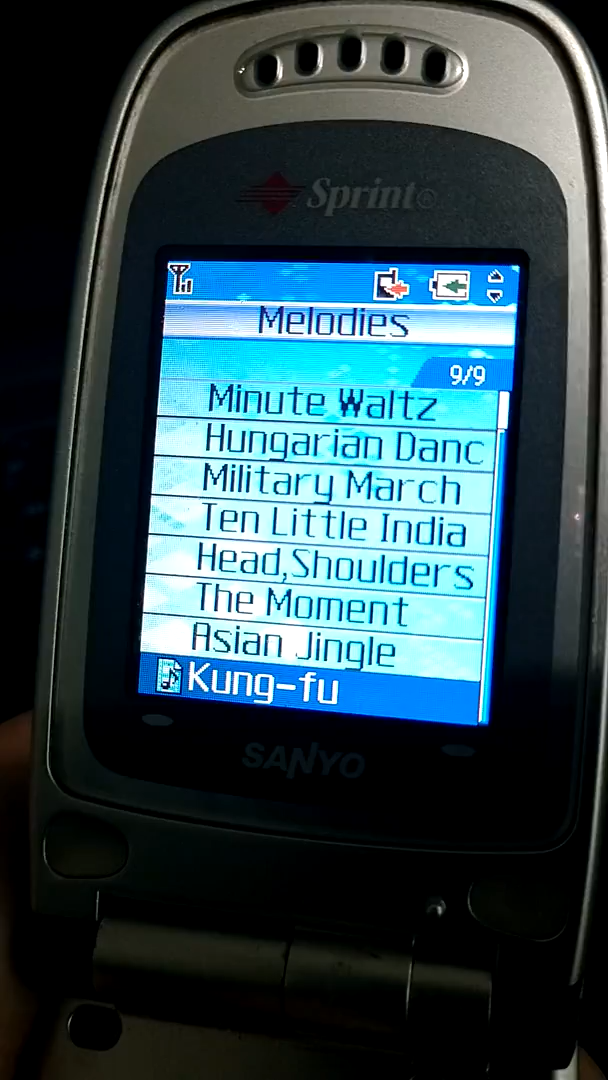 Sprint®
Melodies
9/9
Minute Waltz
Hungarian Danc
Military March
Ten Little India
Head,Shoulders
The Moment
Asian Jingle
Kung-fu
SANYO